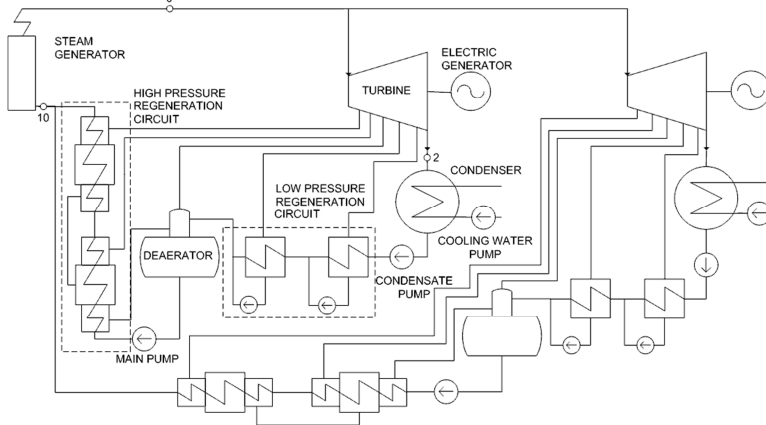 STEAM
GENERATOR
ELECTRIC
GENERATOR
TURBINE
HIGH PRESSURE
REGENERATION
CIRCUIT
10
2
CONDENSER
LOW PRESSURE
REGENERATION
CIRCUIT
COOLING WATER
PUMP
DEAERATOR
CONDENSATE
PUMP
MAIN PUMP